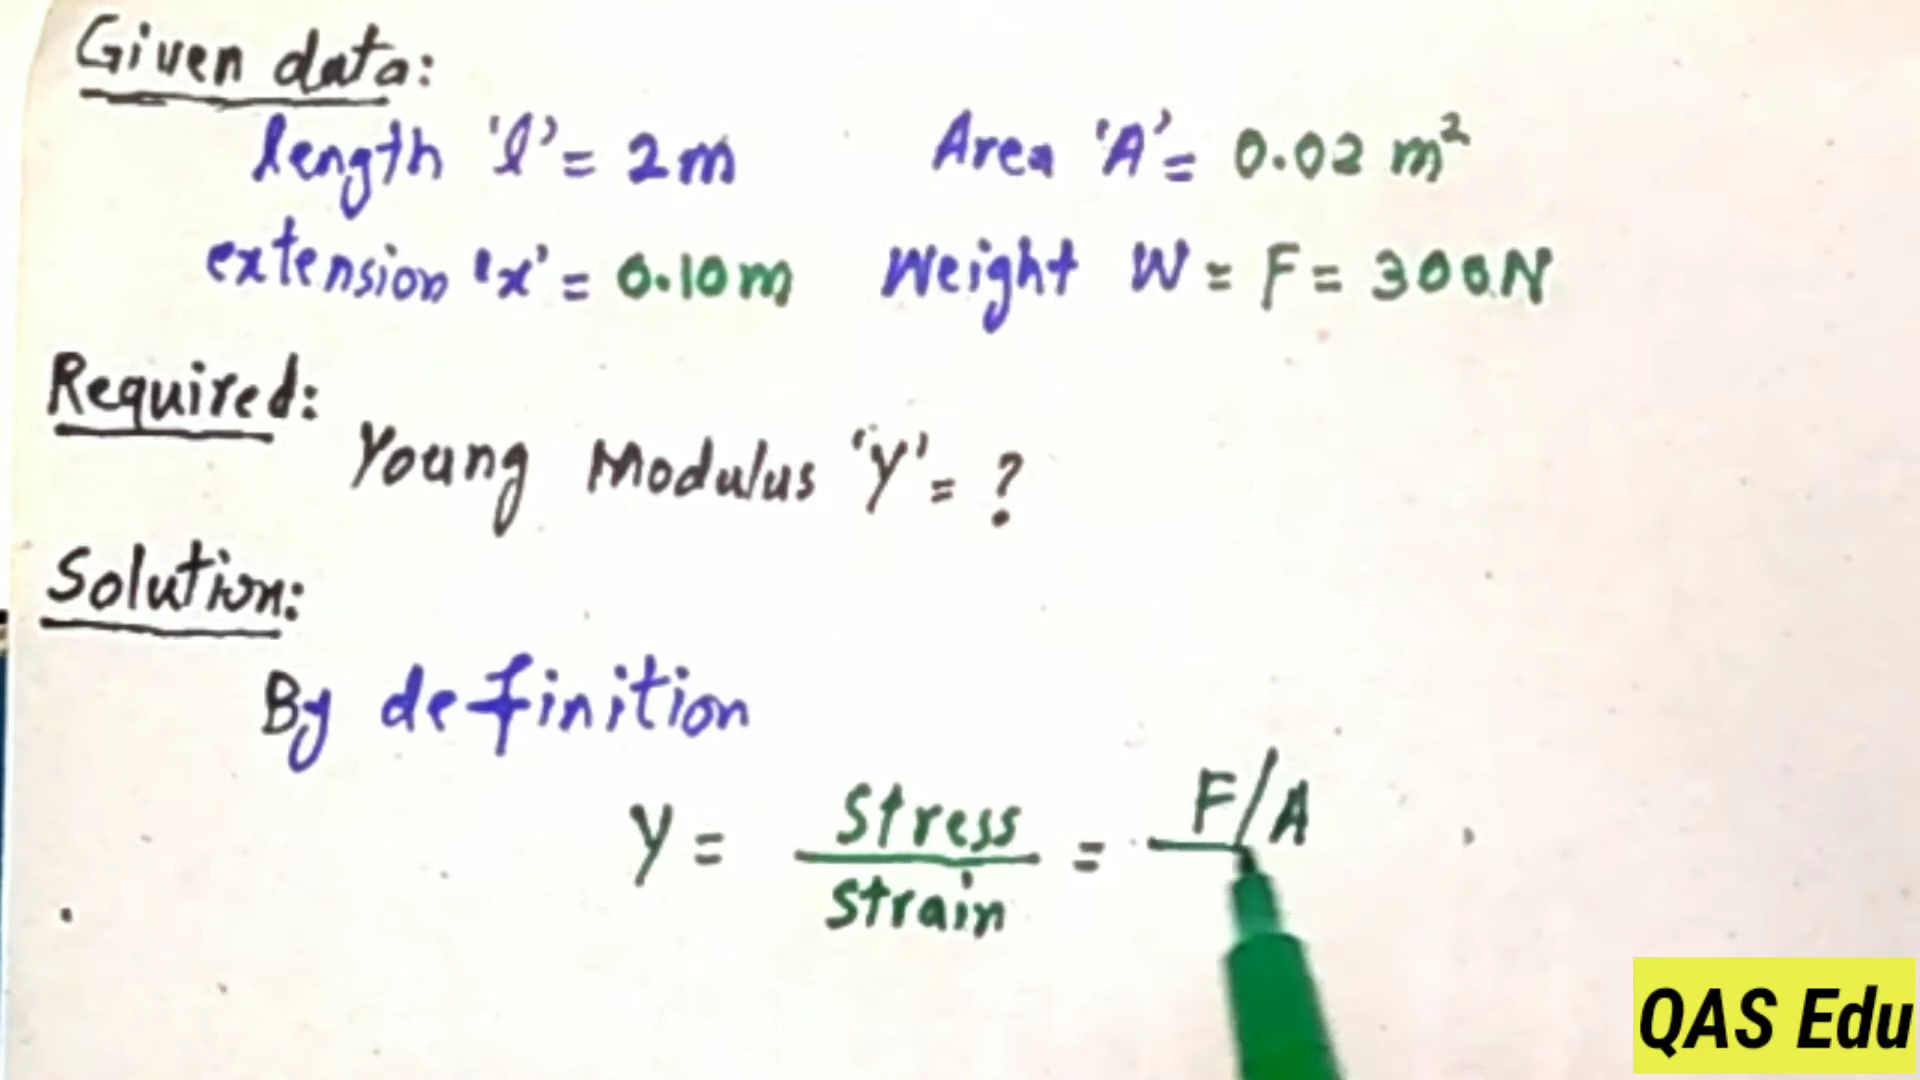 Given data:
length 'l' = 2m Area 'A' = 0.02 m²
extension 'x' = 0.10m Weight W = F = 300N
Required:
Young Modulus 'Y' = ?
Solution:
By definition
Y = Stress / Strain = F/A
QAS Edu